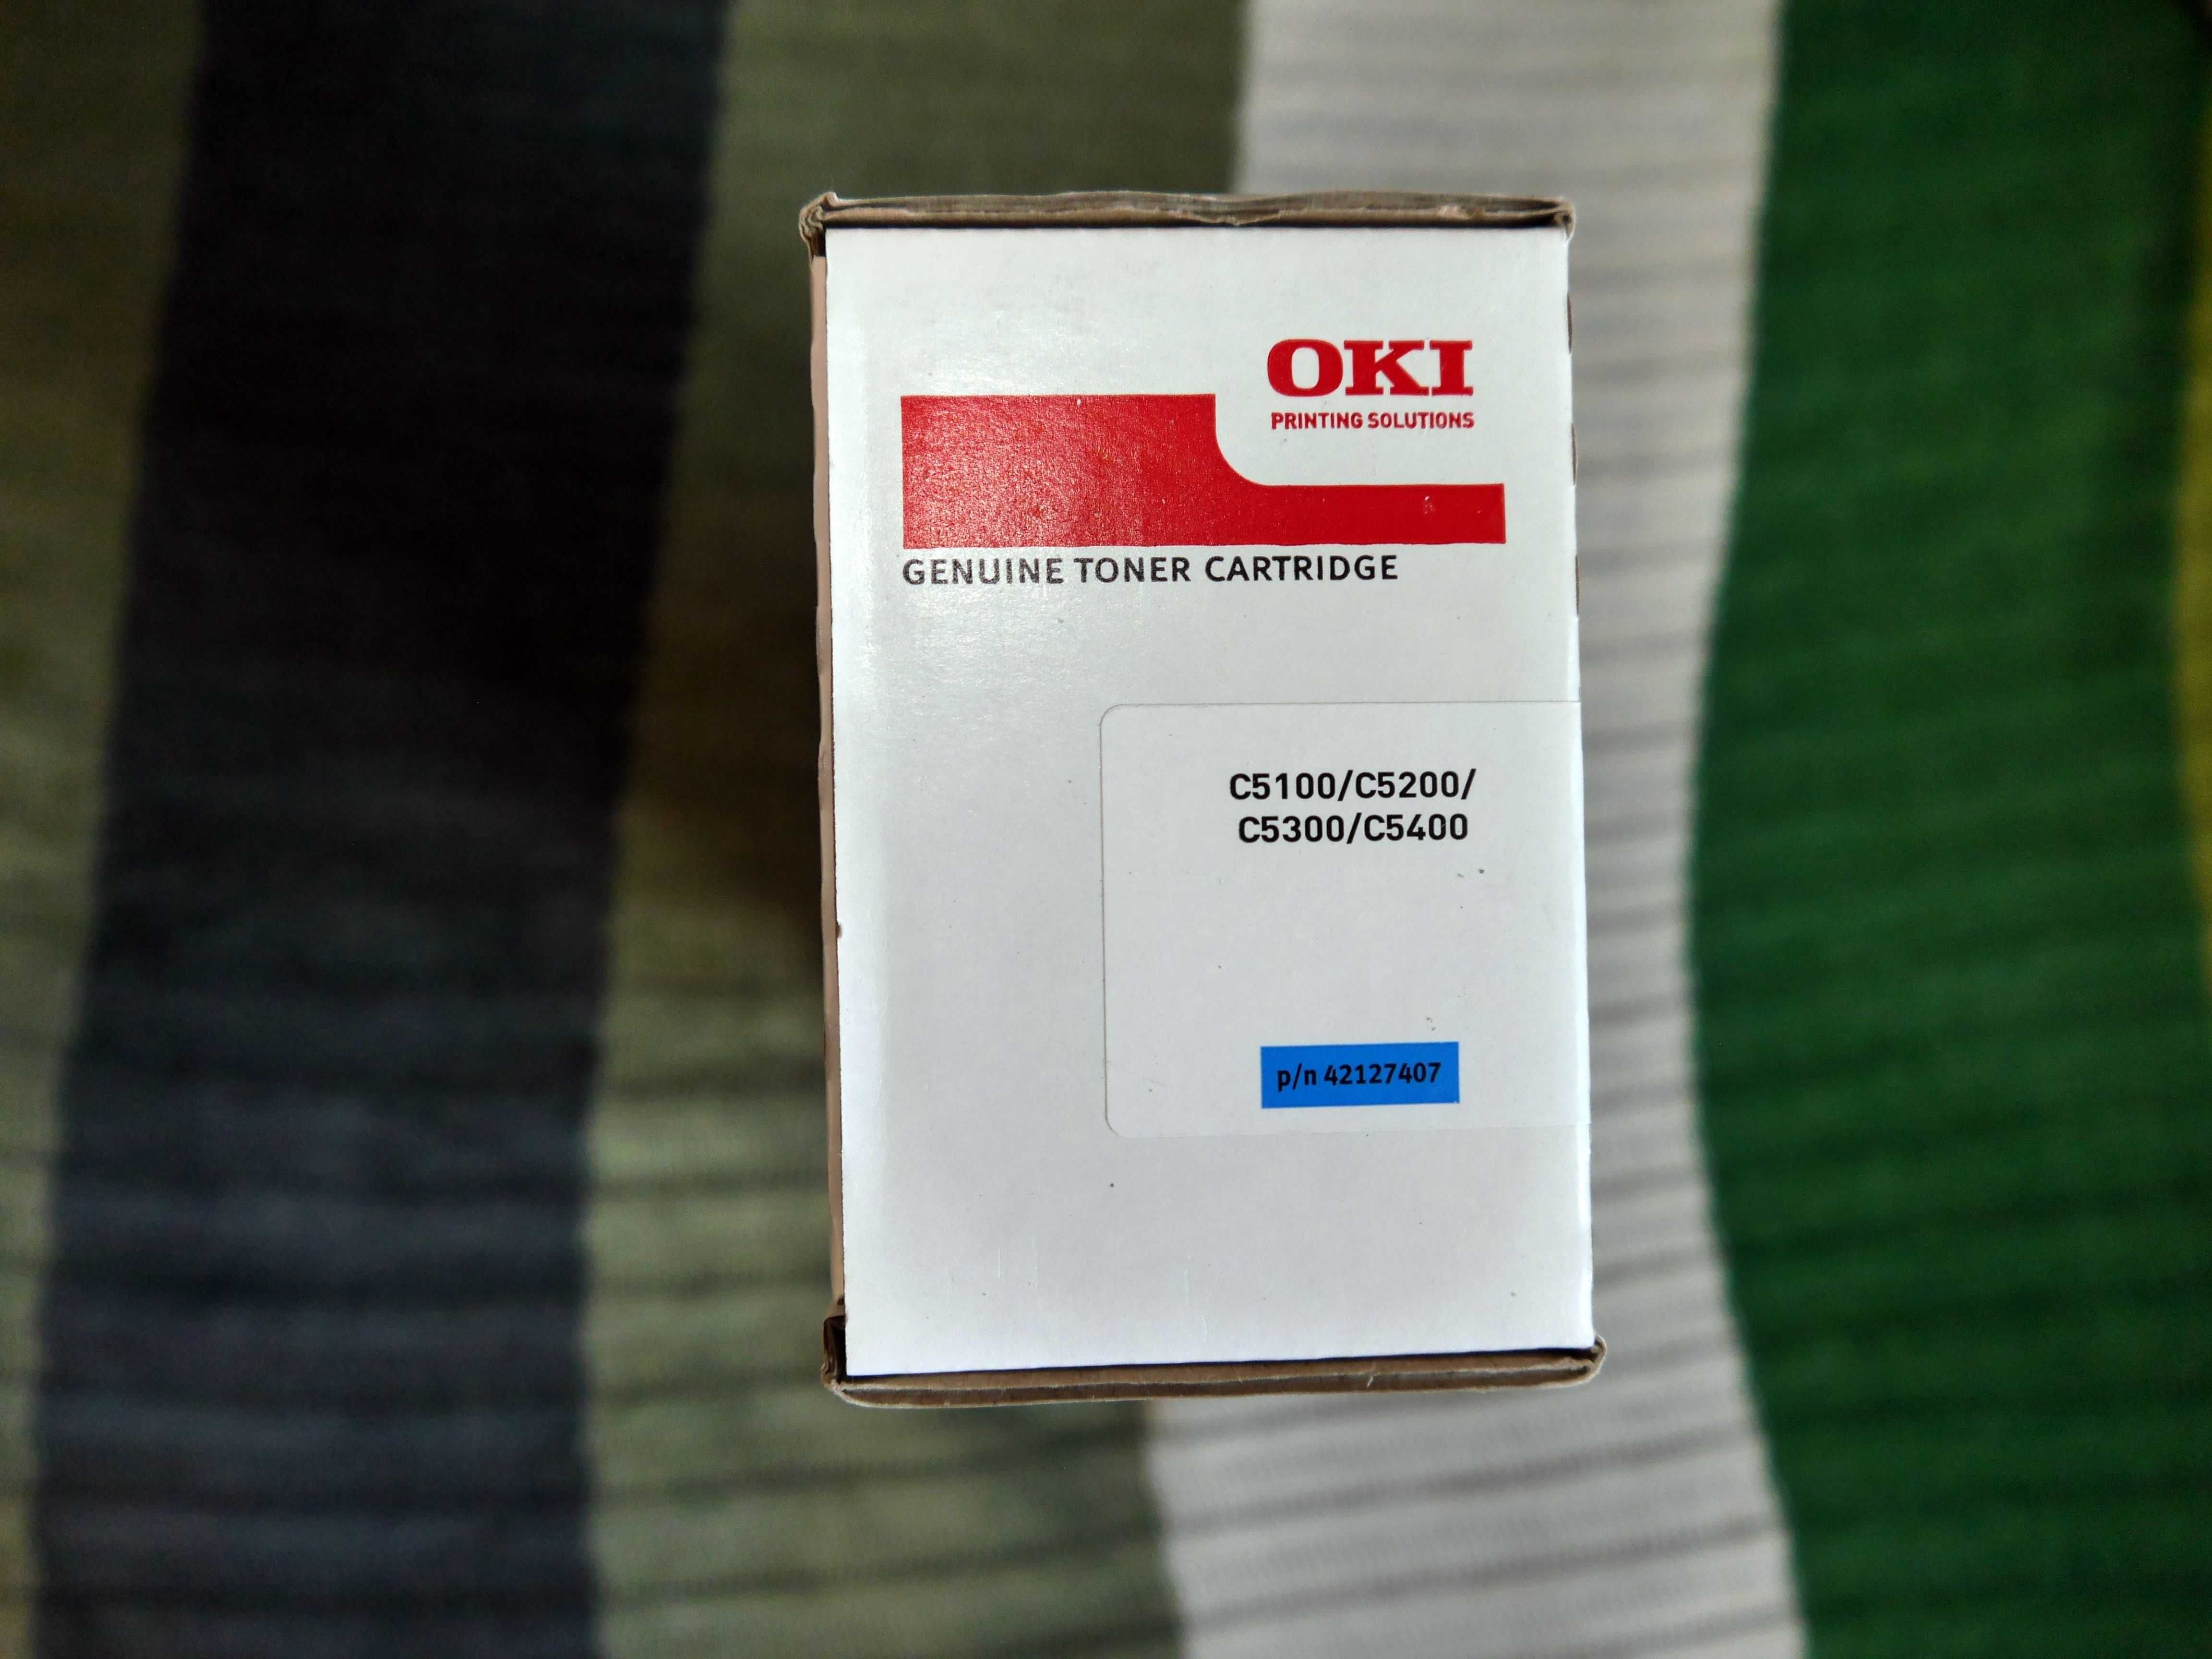 OKI
PRINTING SOLUTIONS
GENUINE TONER CARTRIDGE
C5100/C5200/
C5300/C5400
p/n 42127407